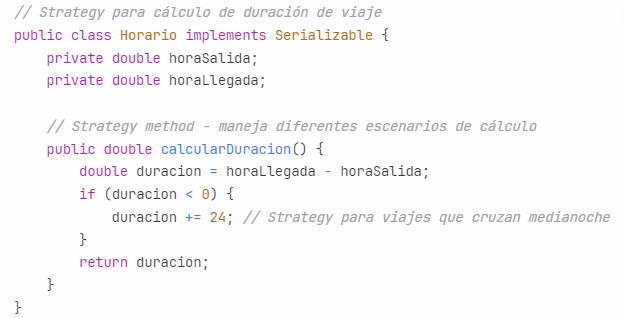 // Strategy para cálculo de duración de viaje
public class Horario implements Serializable {
    private double horaSalida;
    private double horaLlegada;

    // Strategy method - maneja diferentes escenarios de cálculo
    public double calcularDuracion() {
        double duracion = horaLlegada - horaSalida;
        if (duracion < 0) {
            duracion += 24; // Strategy para viajes que cruzan medianoche
        }
        return duracion;
    }
}